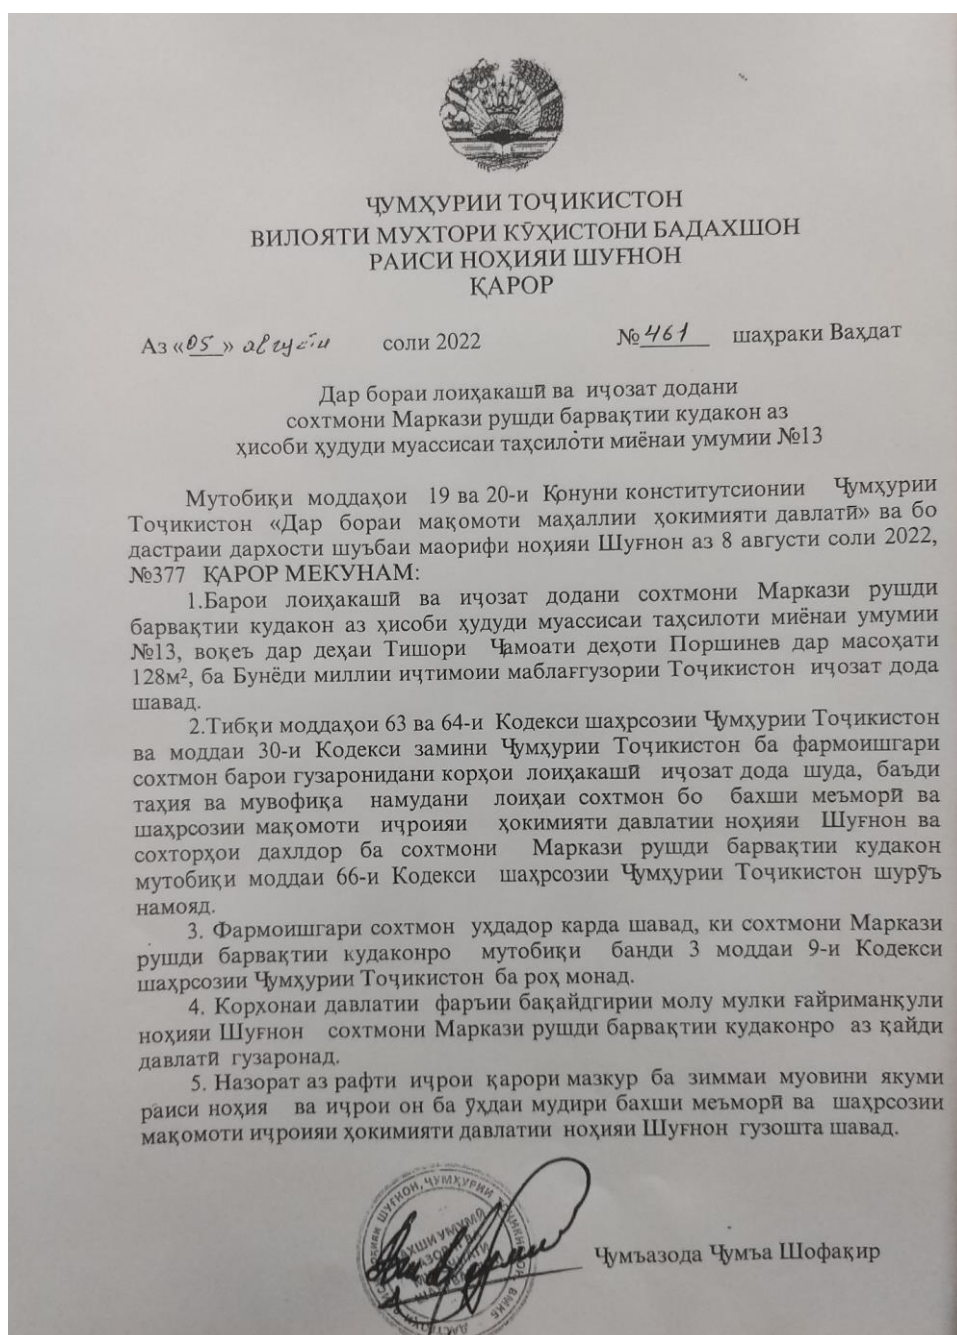 ҶУМҲУРИИ ТОҶИКИСТОН
ВИЛОЯТИ МУХТОРИ КӮҲИСТОНИ БАДАХШОН
РАИСИ НОҲИЯИ ШУҒНОН
ҚАРОР
Аз «05» августи соли 2022 №461 шаҳраки Ваҳдат
Дар бораи лоиҳакашӣ ва иҷозат додани
сохтмони Маркази рушди барвақтии кудакон аз
ҳисоби ҳудуди муассисаи таҳсилоти миёнаи умумии №13
Мутобиқи моддаҳои 19 ва 20-и Қонуни конститутсионии Ҷумҳурии
Тоҷикистон «Дар бораи мақомоти маҳаллии ҳокимияти давлатӣ» ва бо
дастраии дархости шуъбаи маорифи ноҳияи Шуғнон аз 8 августи соли 2022,
№377 ҚАРОР МЕКУНАМ:
1.Барои лоиҳакашӣ ва иҷозат додани сохтмони Маркази рушди
барвақтии кудакон аз ҳисоби ҳудуди муассисаи таҳсилоти миёнаи умумии
№13, воқеъ дар деҳаи Тишори Ҷамоати деҳоти Поршинев дар масоҳати
128м², ба Бунёди миллии иҷтимоии маблағгузории Тоҷикистон иҷозат дода
шавад.
2.Тибқи моддаҳои 63 ва 64-и Кодекси шаҳрсозии Ҷумҳурии Тоҷикистон
ва моддаи 30-и Кодекси замини Ҷумҳурии Тоҷикистон ба фармоишгари
сохтмон барои гузаронидани корҳои лоиҳакашӣ иҷозат дода шуда, баъди
таҳия ва мувофиқа намудани лоиҳаи сохтмон бо бахши меъморӣ ва
шаҳрсозии мақомоти иҷроияи ҳокимияти давлатии ноҳияи Шуғнон ва
сохторҳои дахлдор ба сохтмони Маркази рушди барвақтии кудакон
мутобиқи моддаи 66-и Кодекси шаҳрсозии Ҷумҳурии Тоҷикистон шурӯъ
намояд.
3. Фармоишгари сохтмон уҳдадор карда шавад, ки сохтмони Маркази
рушди барвақтии кудаконро мутобиқи банди 3 моддаи 9-и Кодекси
шаҳрсозии Ҷумҳурии Тоҷикистон ба роҳ монад.
4. Корхонаи давлатии фаръии бақайдгирии молу мулки ғайриманқули
ноҳияи Шуғнон сохтмони Маркази рушди барвақтии кудаконро аз қайди
давлатӣ гузаронад.
5. Назорат аз рафти иҷрои қарори мазкур ба зиммаи муовини якуми
раиси ноҳия ва иҷрои он ба ӯҳдаи мудири бахши меъморӣ ва шаҳрсозии
мақомоти иҷроияи ҳокимияти давлатии ноҳияи Шуғнон гузошта шавад.
Ҷумъазода Ҷумъа Шофақир